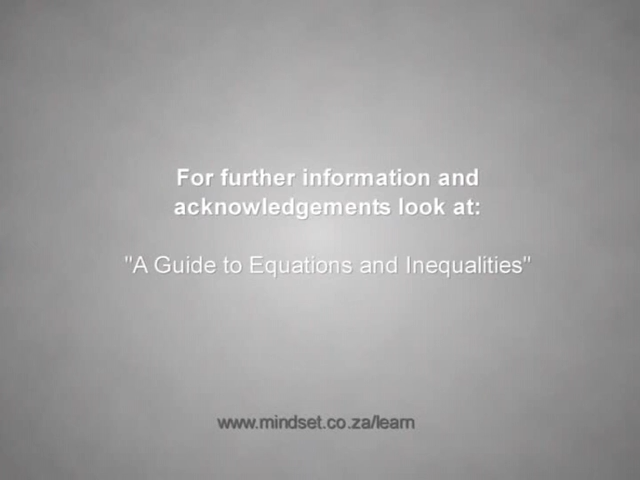 For further information and
acknowledgements look at:
"A Guide to Equations and Inequalities"
www.mindset.co.za/learn